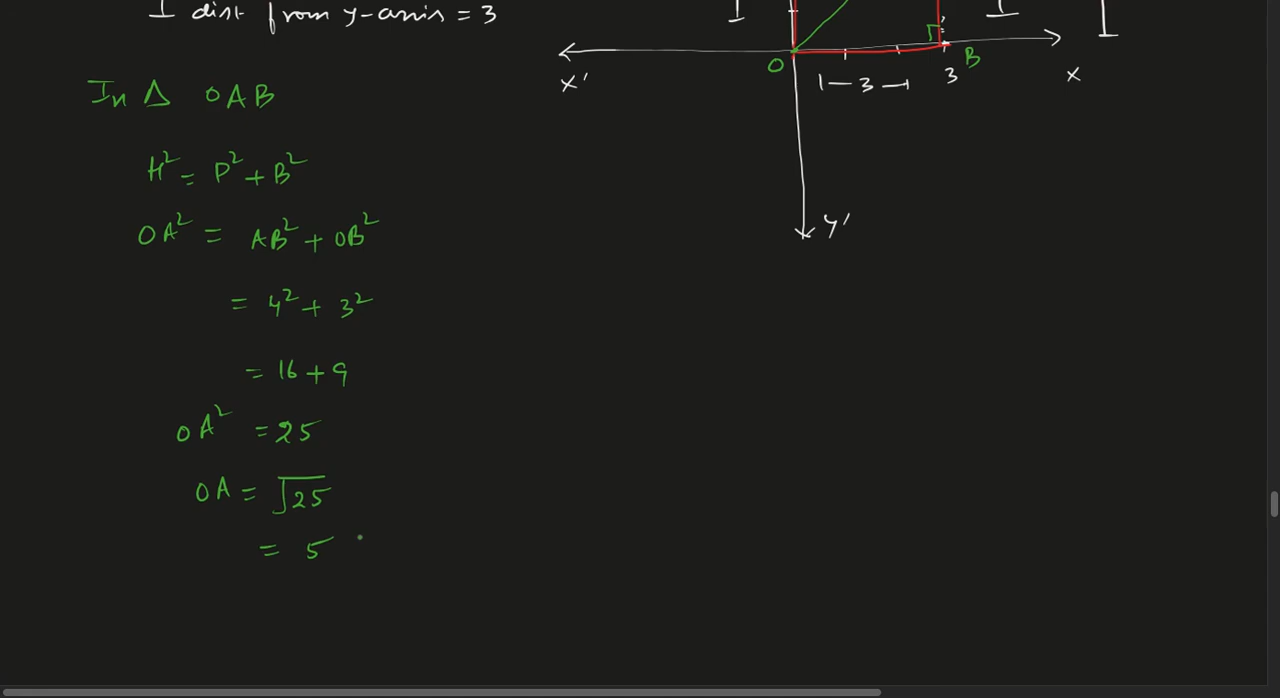 ⊥ dist from y-axis = 3
In Δ OAB
H² = P² + B²
OA² = AB² + OB²
= 4² + 3²
= 16 + 9
OA² = 25
OA = √25
= 5
O
B
X'
1—3—1
3
X
Y'